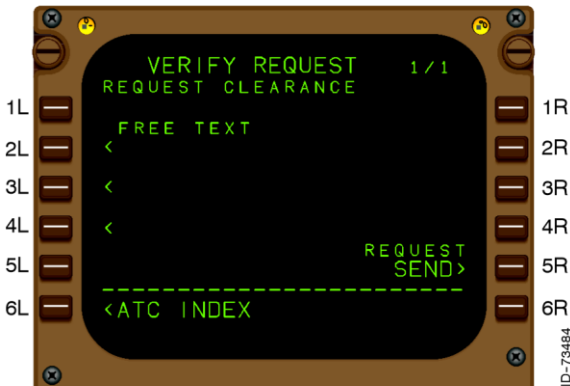 VERIFY REQUEST 1/1
REQUEST CLEARANCE
1L 1R
FREE TEXT
2L < 2R
3L < 3R
4L < 4R
REQUEST
5L SEND> 5R
6L <ATC INDEX 6R
ID-73484